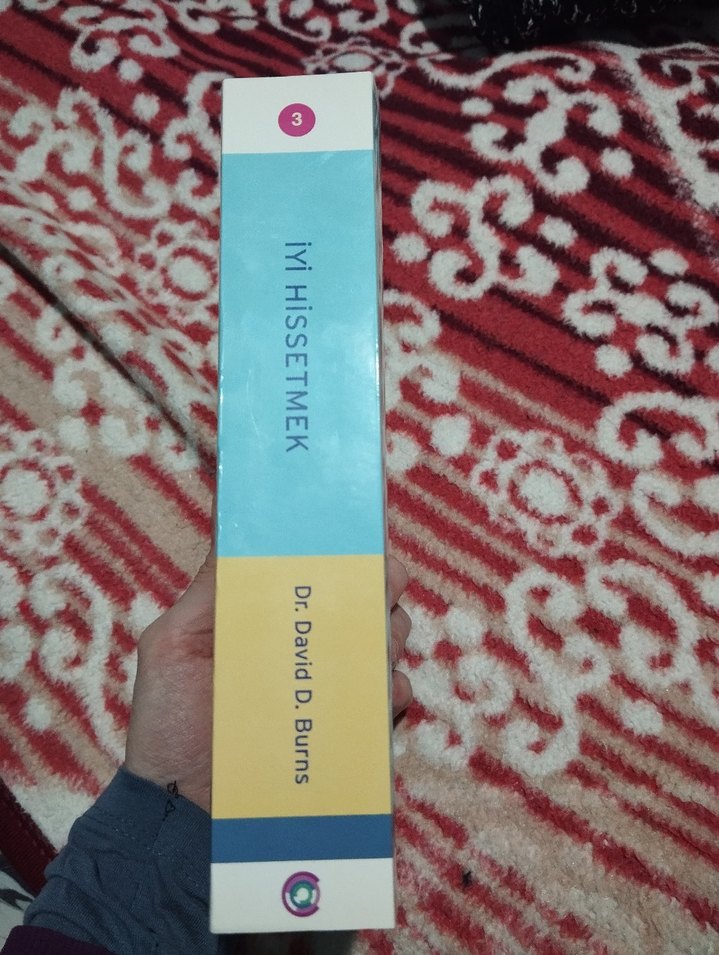 3
İYİ HİSSETMEK
Dr. David D. Burns